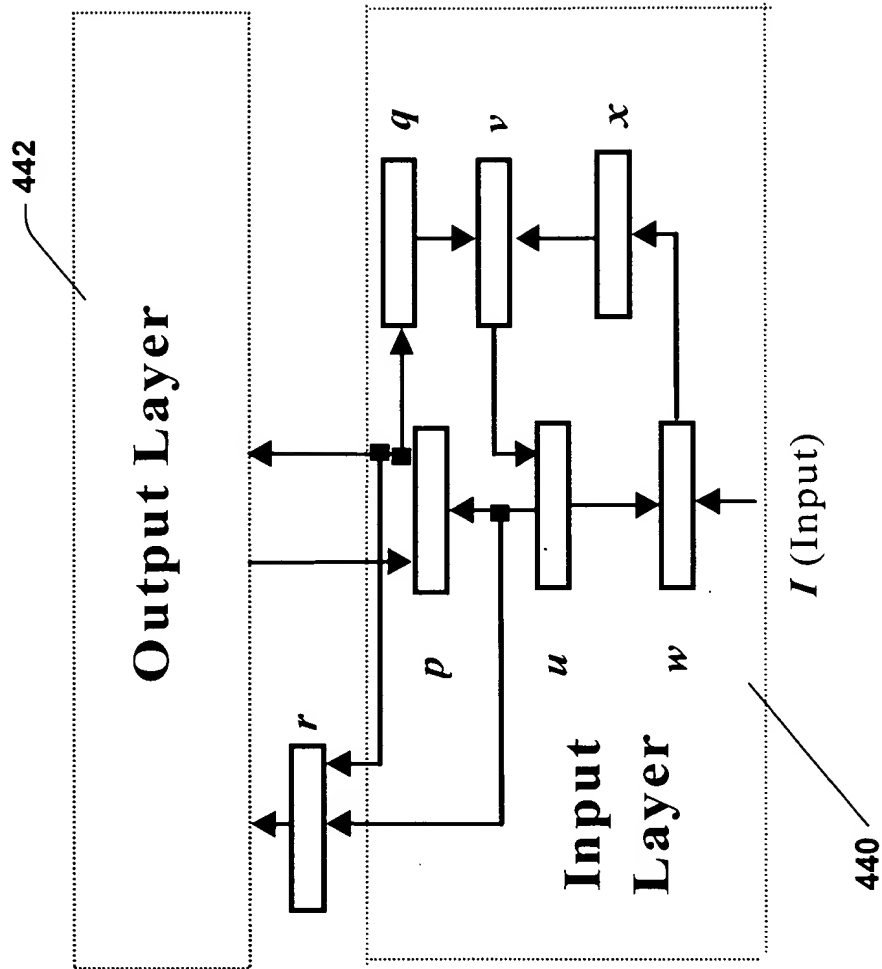 442
Output Layer
r
q
p
v
u
x
w
Input
Layer
I (Input)
440